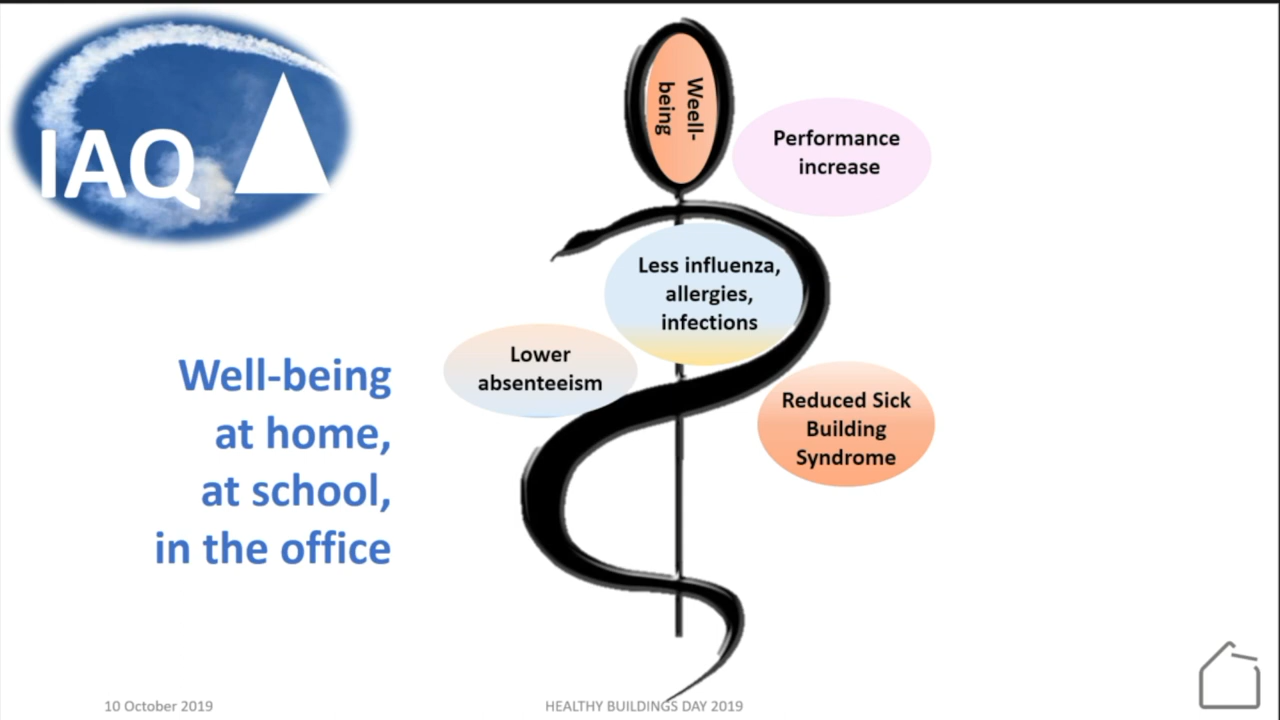 IAQ
Weell-
being
Performance
increase
Less influenza,
allergies,
infections
Lower
absenteeism
Reduced Sick
Building
Syndrome
Well-being
at home,
at school,
in the office
10 October 2019
HEALTHY BUILDINGS DAY 2019